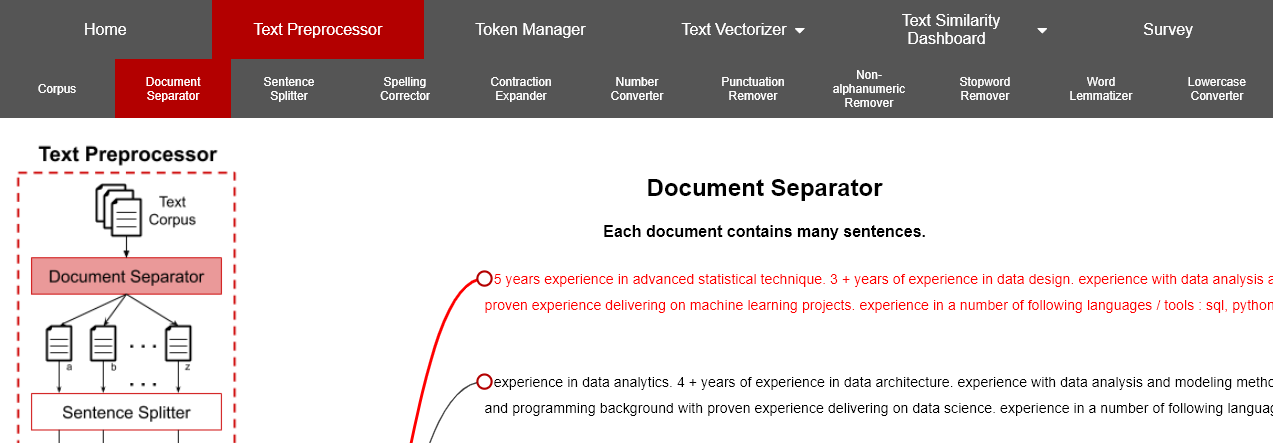 Home
Text Preprocessor
Token Manager
Text Vectorizer
Text Similarity
Dashboard
Survey
Corpus
Document
Separator
Sentence
Splitter
Spelling
Corrector
Contraction
Expander
Number
Converter
Punctuation
Remover
Non-
alphanumeric
Remover
Stopword
Remover
Word
Lemmatizer
Lowercase
Converter
Text Preprocessor
Text
Corpus
Document Separator
a b z
Sentence Splitter
Document Separator
Each document contains many sentences.
5 years experience in advanced statistical technique. 3 + years of experience in data design. experience with data analysis a
proven experience delivering on machine learning projects. experience in a number of following languages / tools : sql, python
experience in data analytics. 4 + years of experience in data architecture. experience with data analysis and modeling metho
and programming background with proven experience delivering on data science. experience in a number of following languag